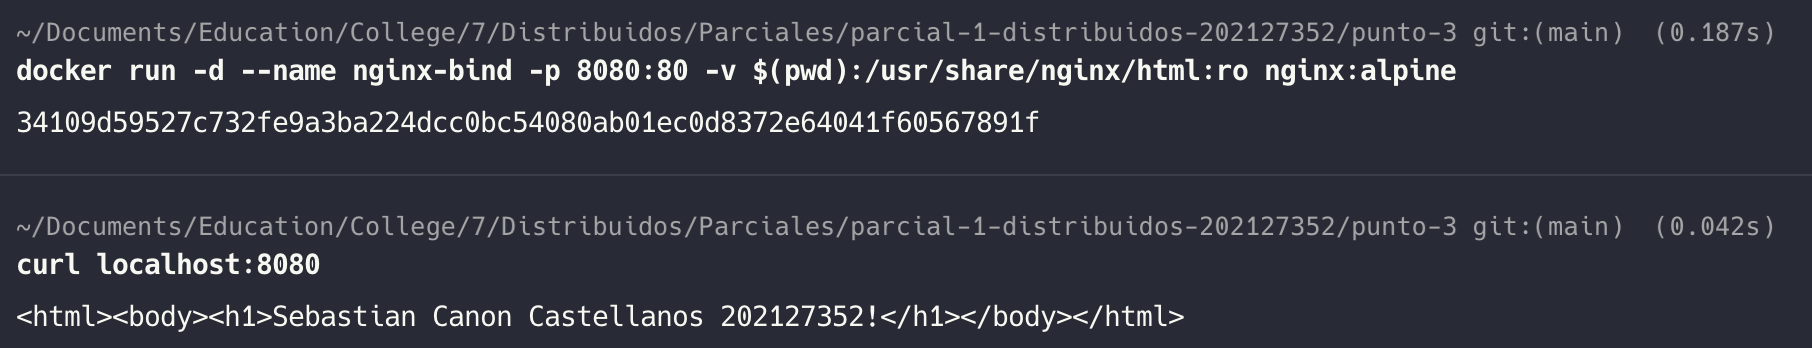 ~/Documents/Education/College/7/Distribuidos/Parciales/parcial-1-distribuidos-202127352/punto-3 git:(main) (0.187s)
docker run -d --name nginx-bind -p 8080:80 -v $(pwd):/usr/share/nginx/html:ro nginx:alpine
34109d59527c732fe9a3ba224dcc0bc54080ab01ec0d8372e64041f60567891f
~/Documents/Education/College/7/Distribuidos/Parciales/parcial-1-distribuidos-202127352/punto-3 git:(main) (0.042s)
curl localhost:8080
<html><body><h1>Sebastian Canon Castellanos 202127352!</h1></body></html>